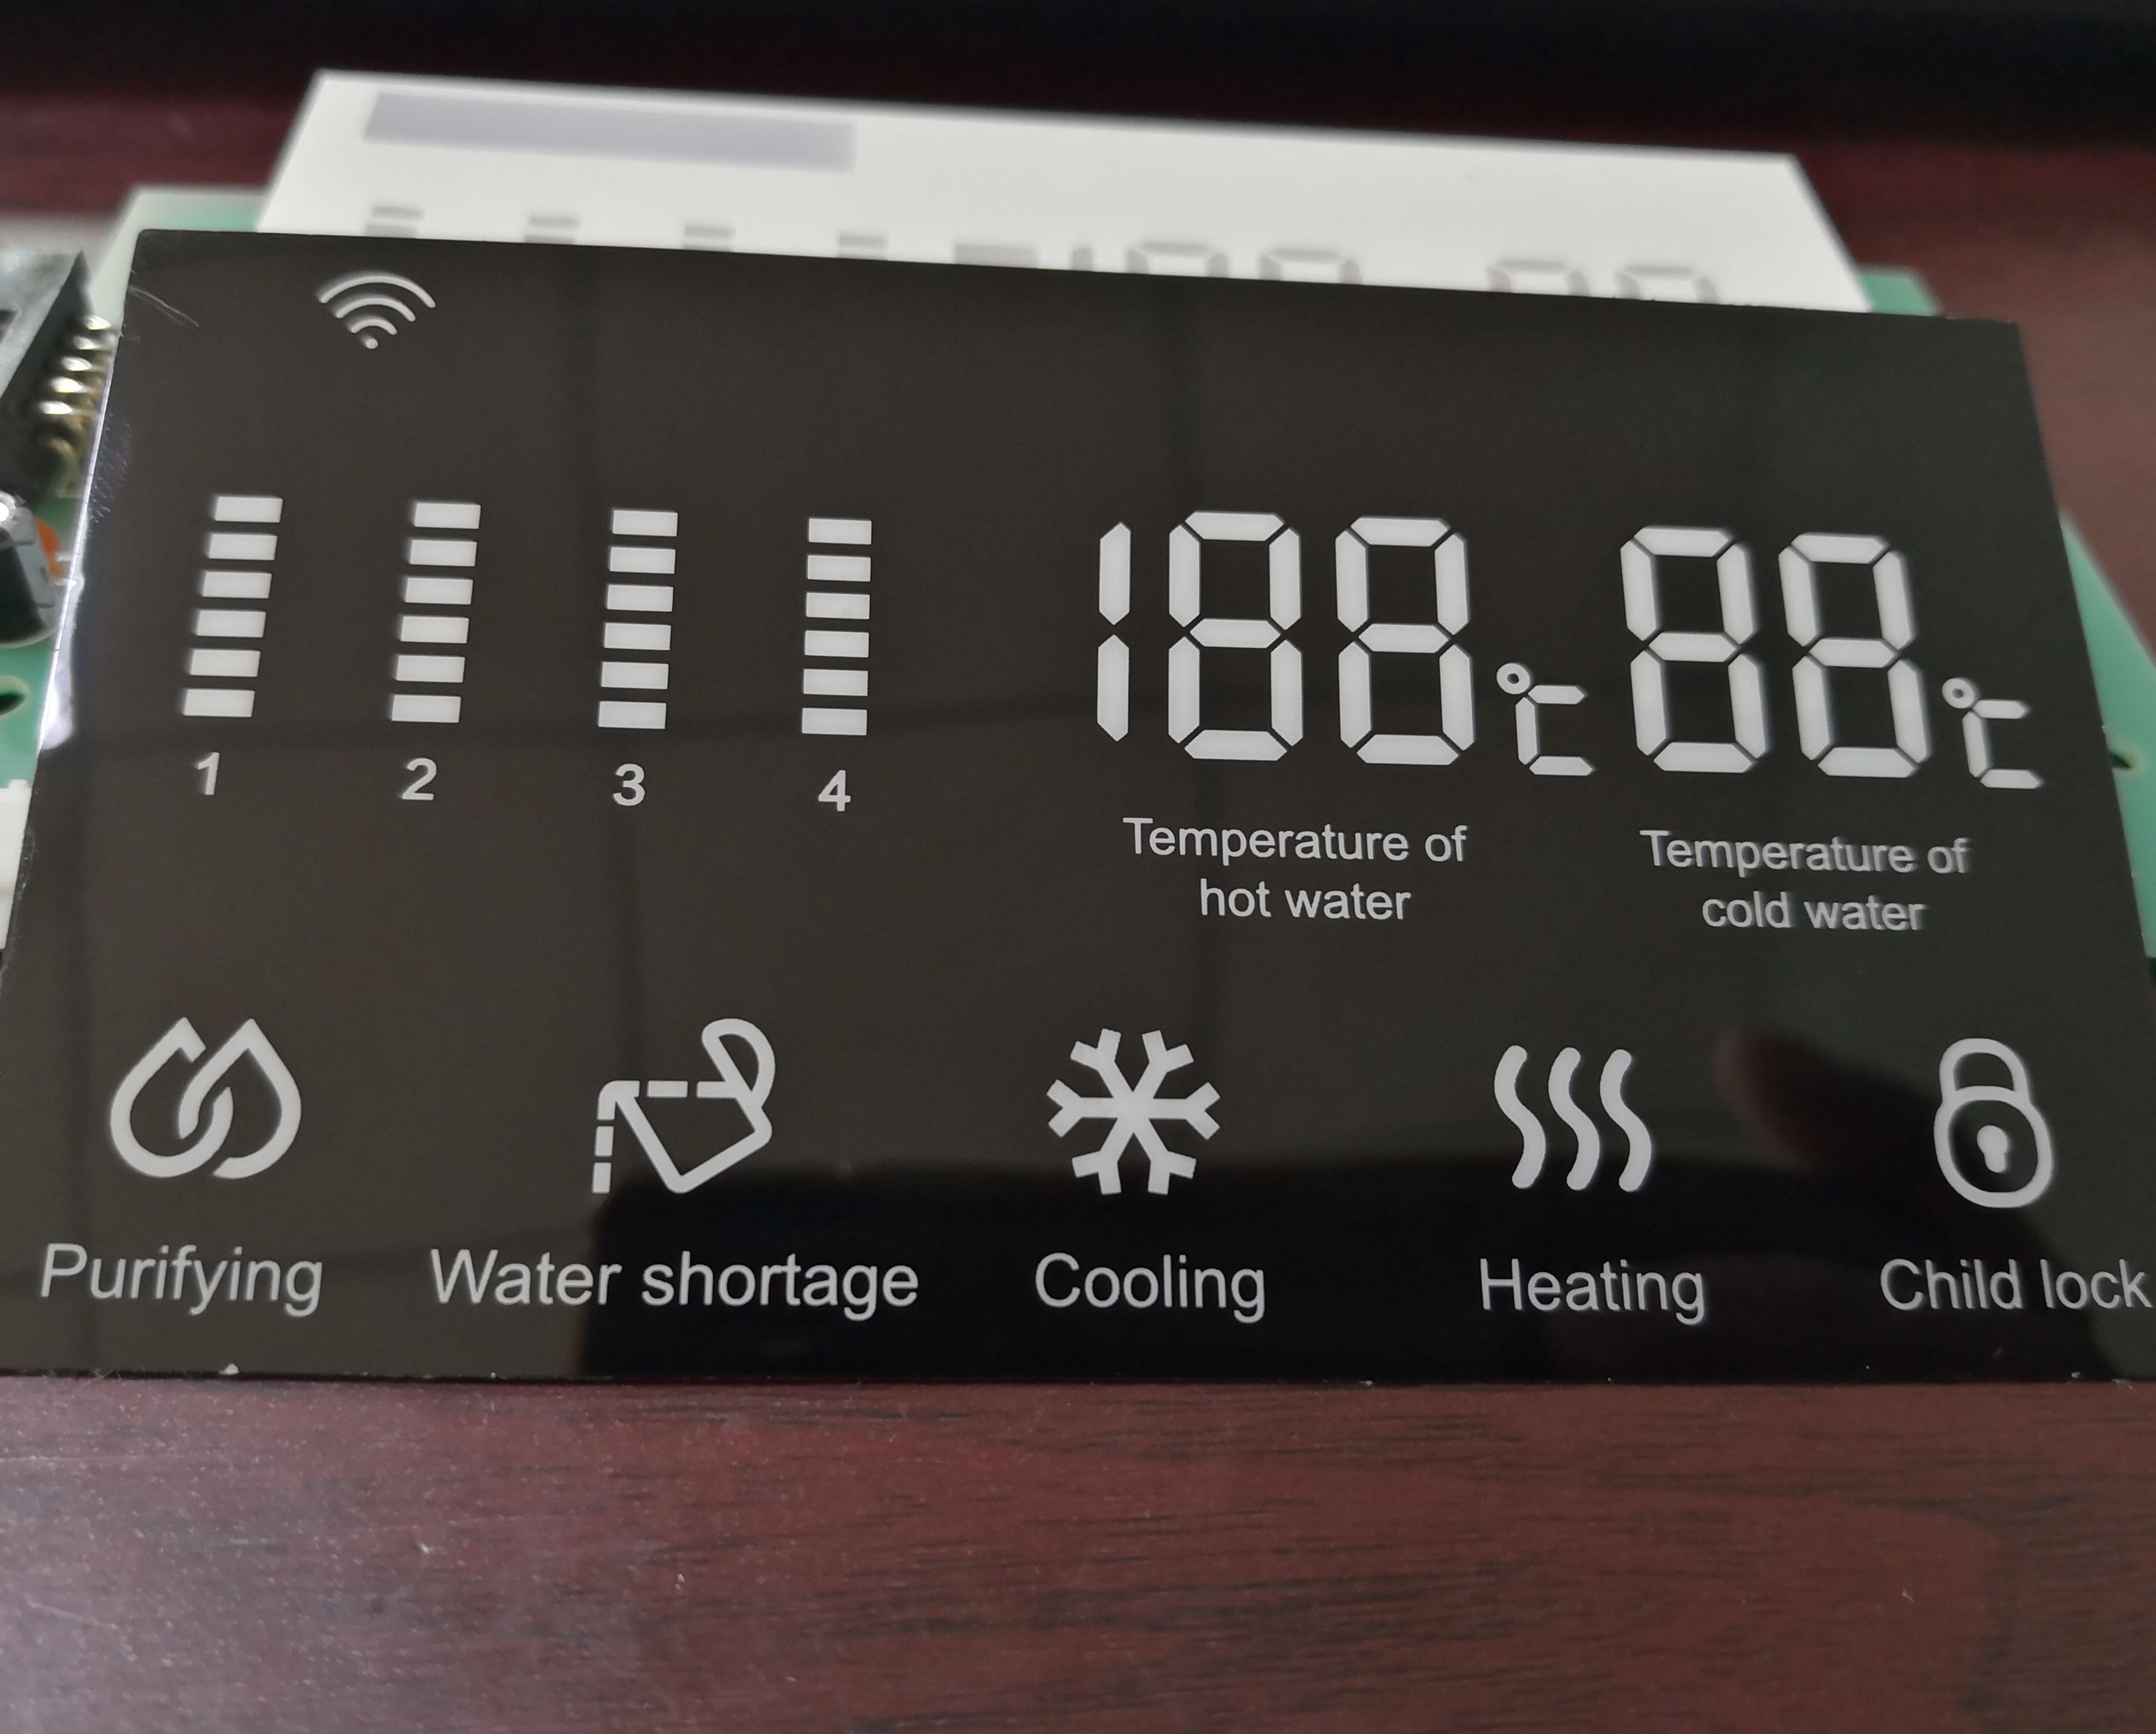 188℃ 88℃
1 2 3 4
Temperature of
hot water
Temperature of
cold water
Purifying Water shortage Cooling Heating Child lock